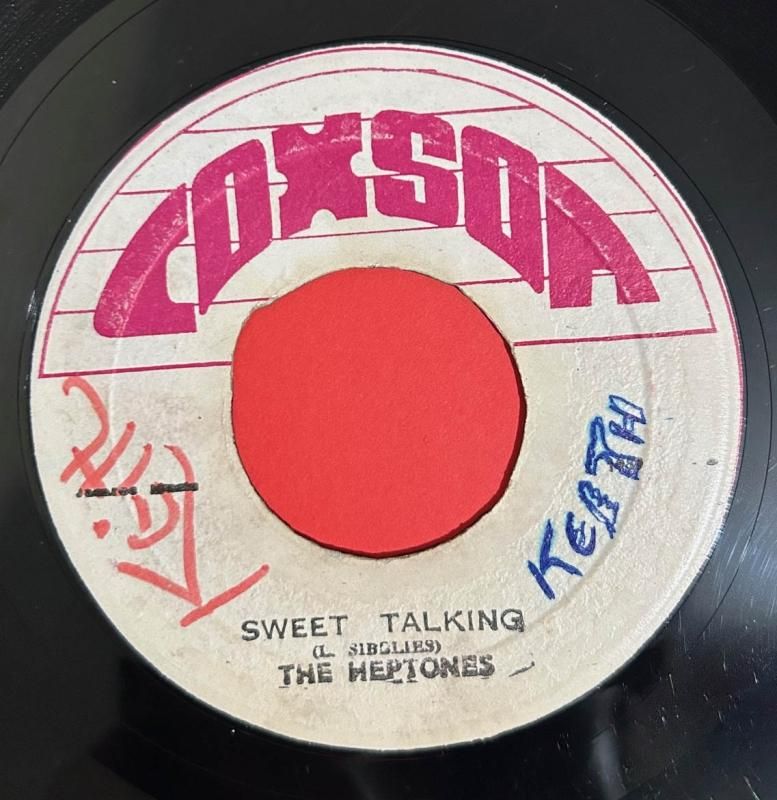 COXSON
KEITH
SWEET TALKING
(L. SIBBLIES)
THE HEPTONES